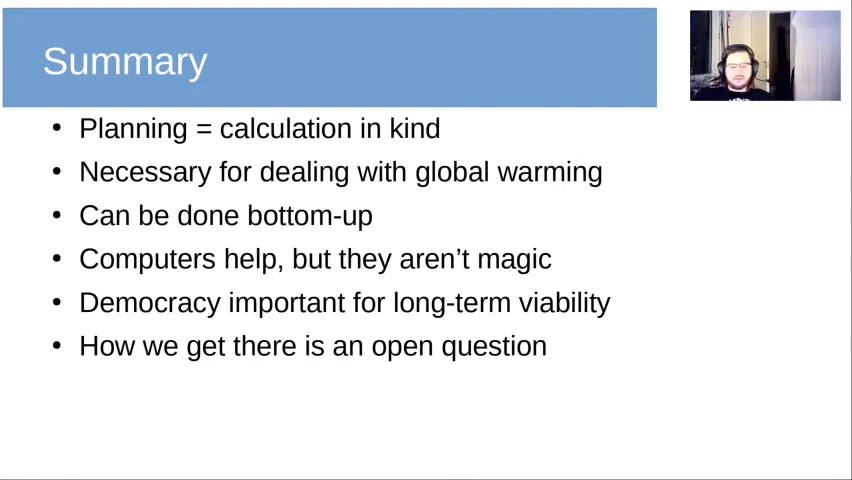 Summary
• Planning = calculation in kind
• Necessary for dealing with global warming
• Can be done bottom-up
• Computers help, but they aren’t magic
• Democracy important for long-term viability
• How we get there is an open question